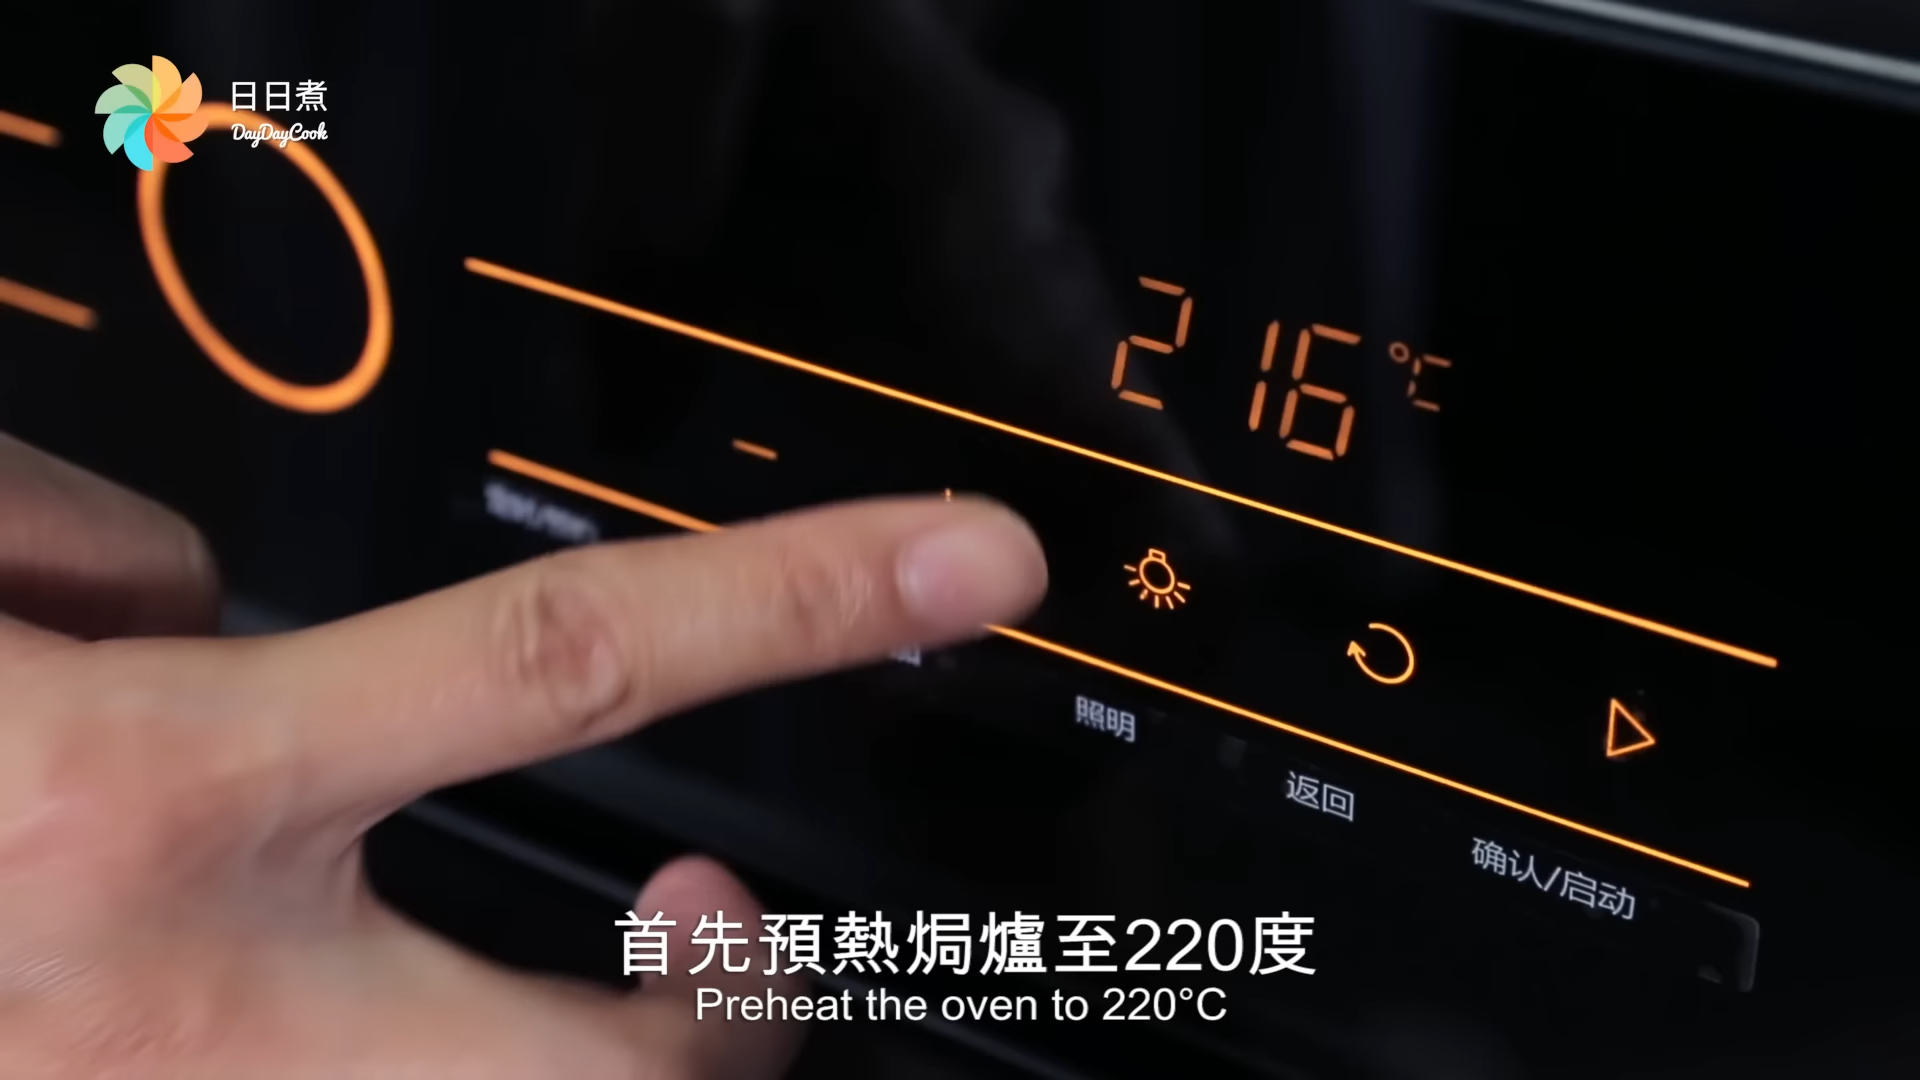 日日煮
DayDayCook
216°C
照明
返回
确认/启动
首先預熱焗爐至220度
Preheat the oven to 220°C